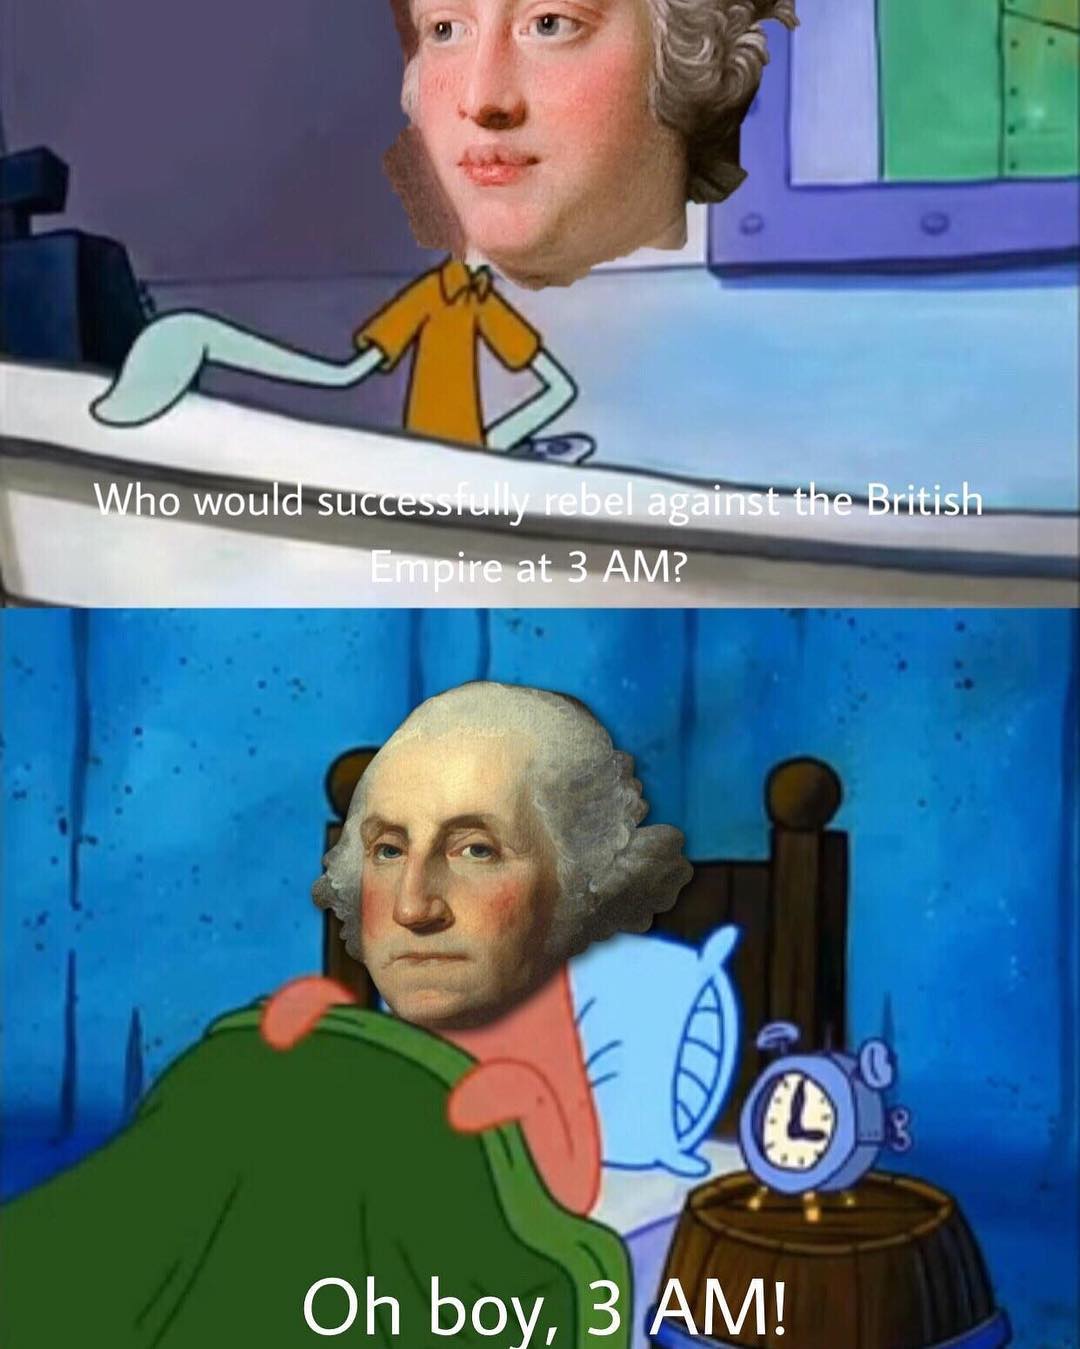 Who would successfully rebel against the British
Empire at 3 AM?
Oh boy, 3 AM!